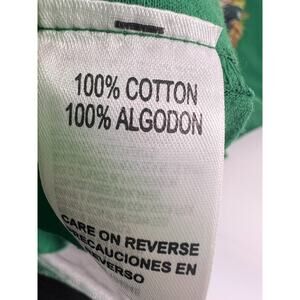 100% COTTON
100% ALGODON
CARE ON REVERSE
PRECAUCIONES EN
REVERSO